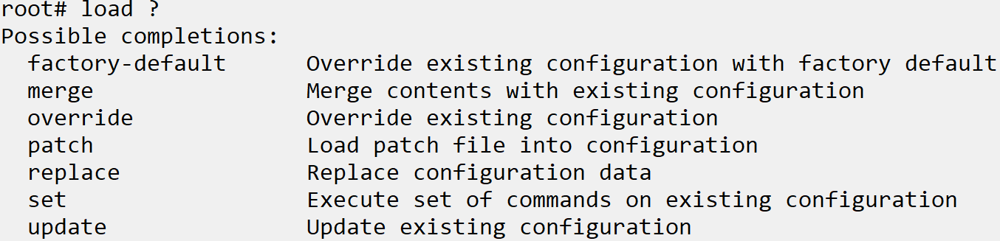 root# load ?
Possible completions:
  factory-default      Override existing configuration with factory default
  merge                Merge contents with existing configuration
  override             Override existing configuration
  patch                Load patch file into configuration
  replace              Replace configuration data
  set                  Execute set of commands on existing configuration
  update               Update existing configuration